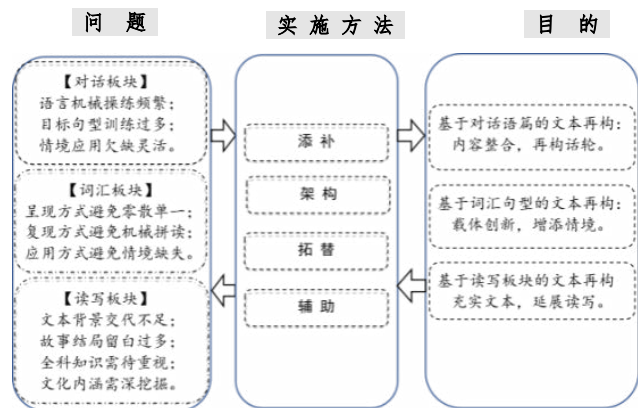 问 题
实 施 方 法
目 的
【对话板块】
语言机械操练频繁；
目标句型训练过多；
情境应用欠缺灵活。
【词汇板块】
呈现方式避免零散单一；
复现方式避免机械拼读；
应用方式避免情境缺失。
【读写板块】
文本背景交代不足；
故事结局留白过多；
全科知识需待重视；
文化内涵需深挖掘。
添 补
架 构
拓 替
辅 助
基于对话语篇的文本再构：
内容整合，再构话轮。
基于词汇句型的文本再构：
载体创新，增添情境。
基于读写板块的文本再构
充实文本，延展读写。